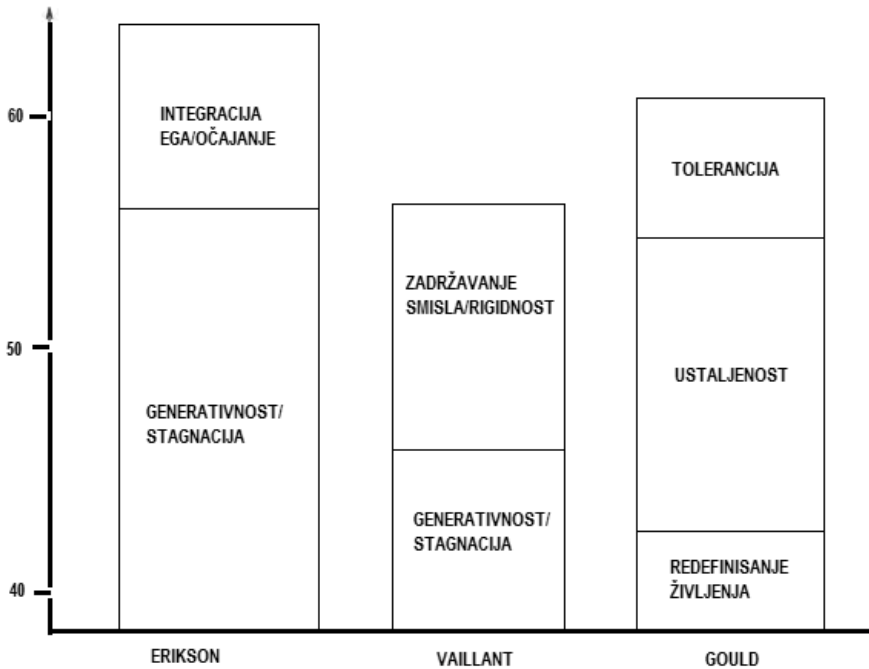 60
50
40
INTEGRACIJA
EGA/OČAJANJE
GENERATIVNOST/
STAGNACIJA
ZADRŽAVANJE
SMISLA/RIGIDNOST
GENERATIVNOST/
STAGNACIJA
TOLERANCIJA
USTALJENOST
REDEFINISANJE
ŽIVLJENJA
ERIKSON
VAILLANT
GOULD